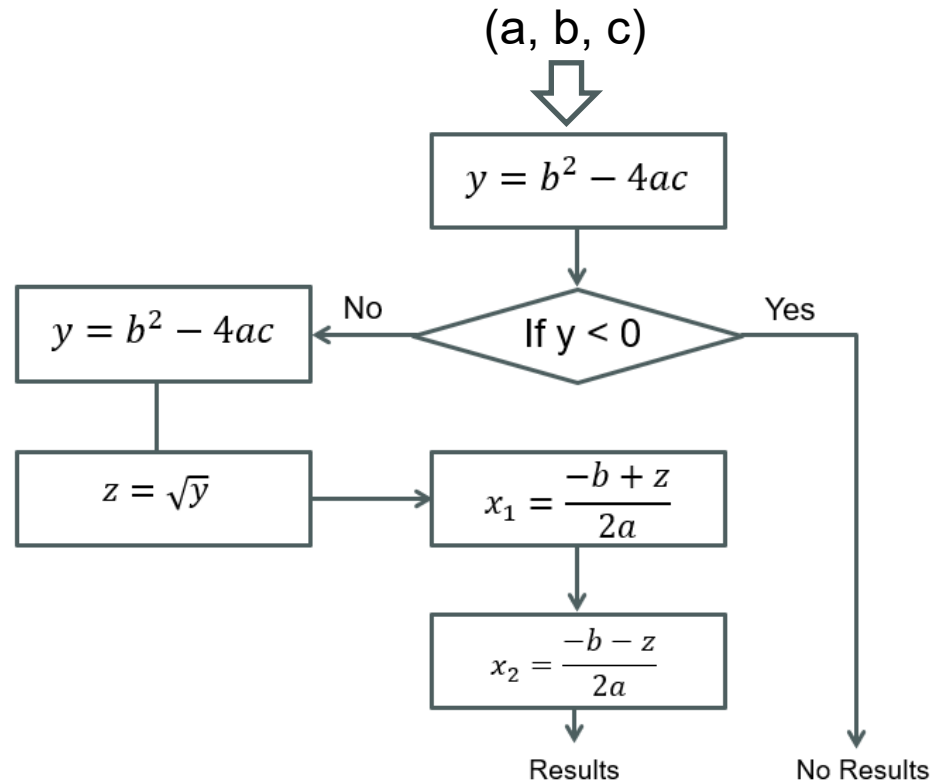 (a, b, c)
y = b² − 4ac
If y < 0
No
Yes
y = b² − 4ac
z = √y
x₁ = (−b + z)/2a
x₂ = (−b − z)/2a
Results
No Results